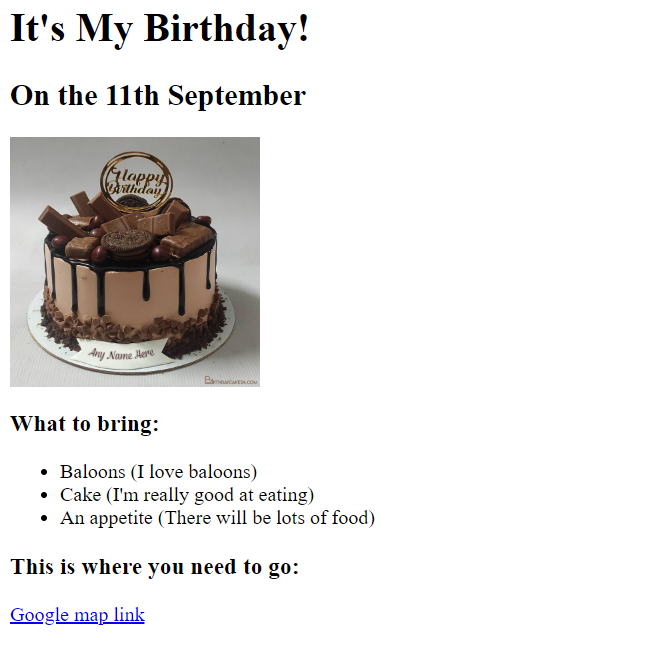 It's My Birthday!
On the 11th September
Happy
Birthday
Any Name Here
BIRTHDAYCAKE24.COM
What to bring:
Baloons (I love baloons)
Cake (I'm really good at eating)
An appetite (There will be lots of food)
This is where you need to go:
Google map link